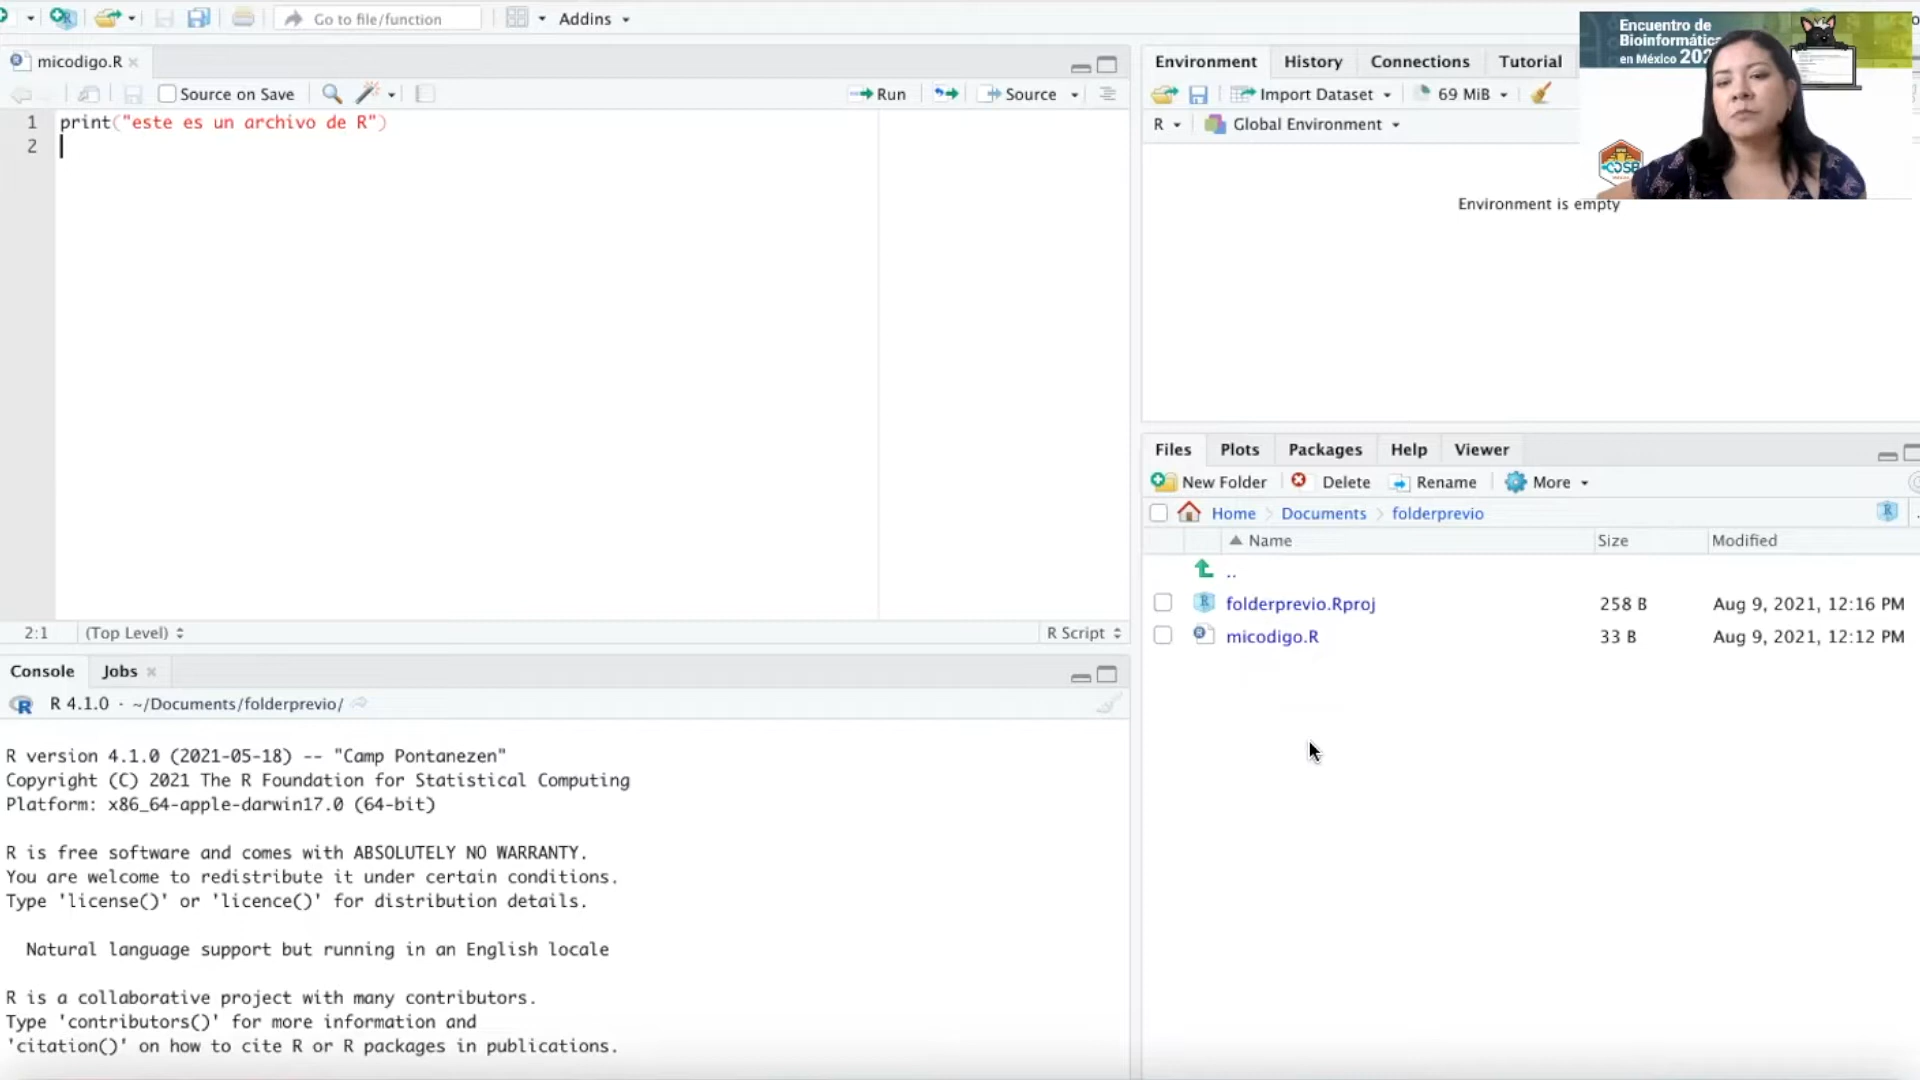 Go to file/function
Addins
micodigo.R
Source on Save
Run
Source
1 print("este es un archivo de R")
2
2:1 (Top Level)
R Script
Console
Jobs
R 4.1.0 · ~/Documents/folderprevio/
R version 4.1.0 (2021-05-18) -- "Camp Pontanezen"
Copyright (C) 2021 The R Foundation for Statistical Computing
Platform: x86_64-apple-darwin17.0 (64-bit)
R is free software and comes with ABSOLUTELY NO WARRANTY.
You are welcome to redistribute it under certain conditions.
Type 'license()' or 'licence()' for distribution details.
Natural language support but running in an English locale
R is a collaborative project with many contributors.
Type 'contributors()' for more information and
'citation()' on how to cite R or R packages in publications.
Environment
History
Connections
Tutorial
Import Dataset
69 MiB
R
Global Environment
Environment is empty
Encuentro de
Bioinformática
en México
Files
Plots
Packages
Help
Viewer
New Folder
Delete
Rename
More
Home
Documents
folderprevio
Name Size Modified
..
folderprevio.Rproj 258 B Aug 9, 2021, 12:16 PM
micodigo.R 33 B Aug 9, 2021, 12:12 PM